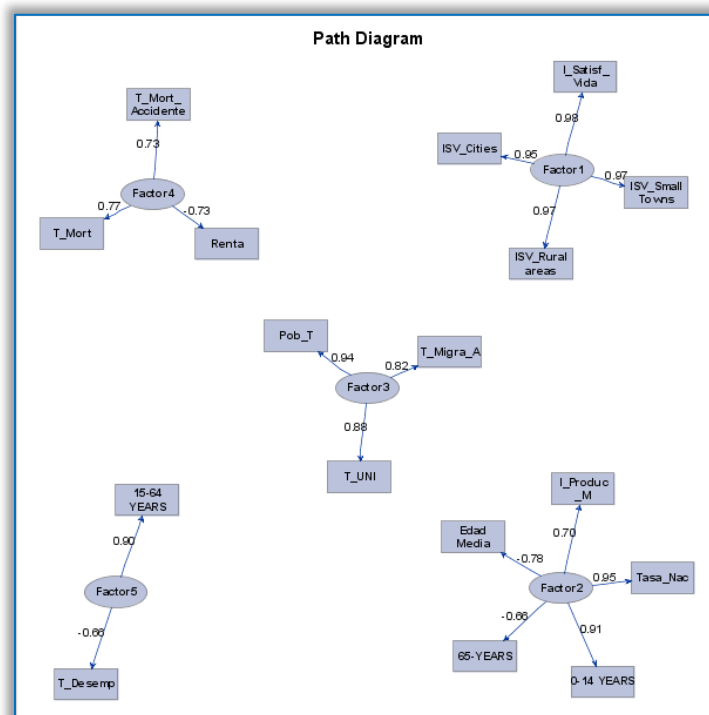 Path Diagram
T_Mort_
Accidente
0.73
Factor4
0.77
-0.73
T_Mort
Renta
I_Satisf_
Vida
0.98
ISV_Cities
0.95
Factor1
0.97
ISV_Small
Towns
0.97
ISV_Rural
areas
Pob_T
0.94
T_Migra_A
0.82
Factor3
0.88
T_UNI
15-64
YEARS
0.90
Factor5
-0.66
T_Desemp
I_Produc
_M
0.70
Edad
Media
-0.78
Factor2
0.95
Tasa_Nac
-0.66
0.91
65-YEARS
0-14 YEARS